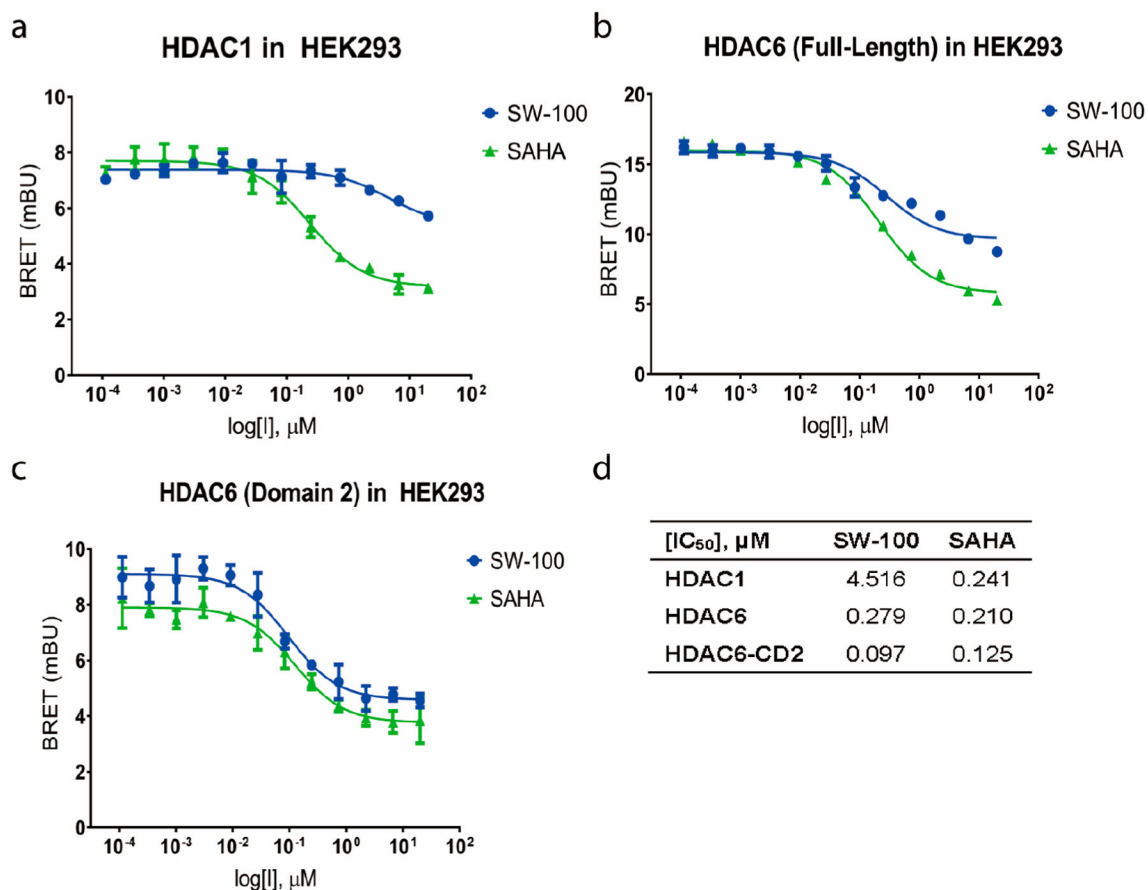 a
HDAC1 in HEK293
BRET (mBU)
10
8
6
4
2
0
10⁻⁴ 10⁻³ 10⁻² 10⁻¹ 10⁰ 10¹ 10²
log[I], μM
SW-100
SAHA
b
HDAC6 (Full-Length) in HEK293
BRET (mBU)
20
15
10
5
0
10⁻⁴ 10⁻³ 10⁻² 10⁻¹ 10⁰ 10¹ 10²
log[I], μM
SW-100
SAHA
c
HDAC6 (Domain 2) in HEK293
BRET (mBU)
10
8
6
4
2
0
10⁻⁴ 10⁻³ 10⁻² 10⁻¹ 10⁰ 10¹ 10²
log[I], μM
SW-100
SAHA
d
[IC₅₀], μM SW-100 SAHA
HDAC1 4.516 0.241
HDAC6 0.279 0.210
HDAC6-CD2 0.097 0.125